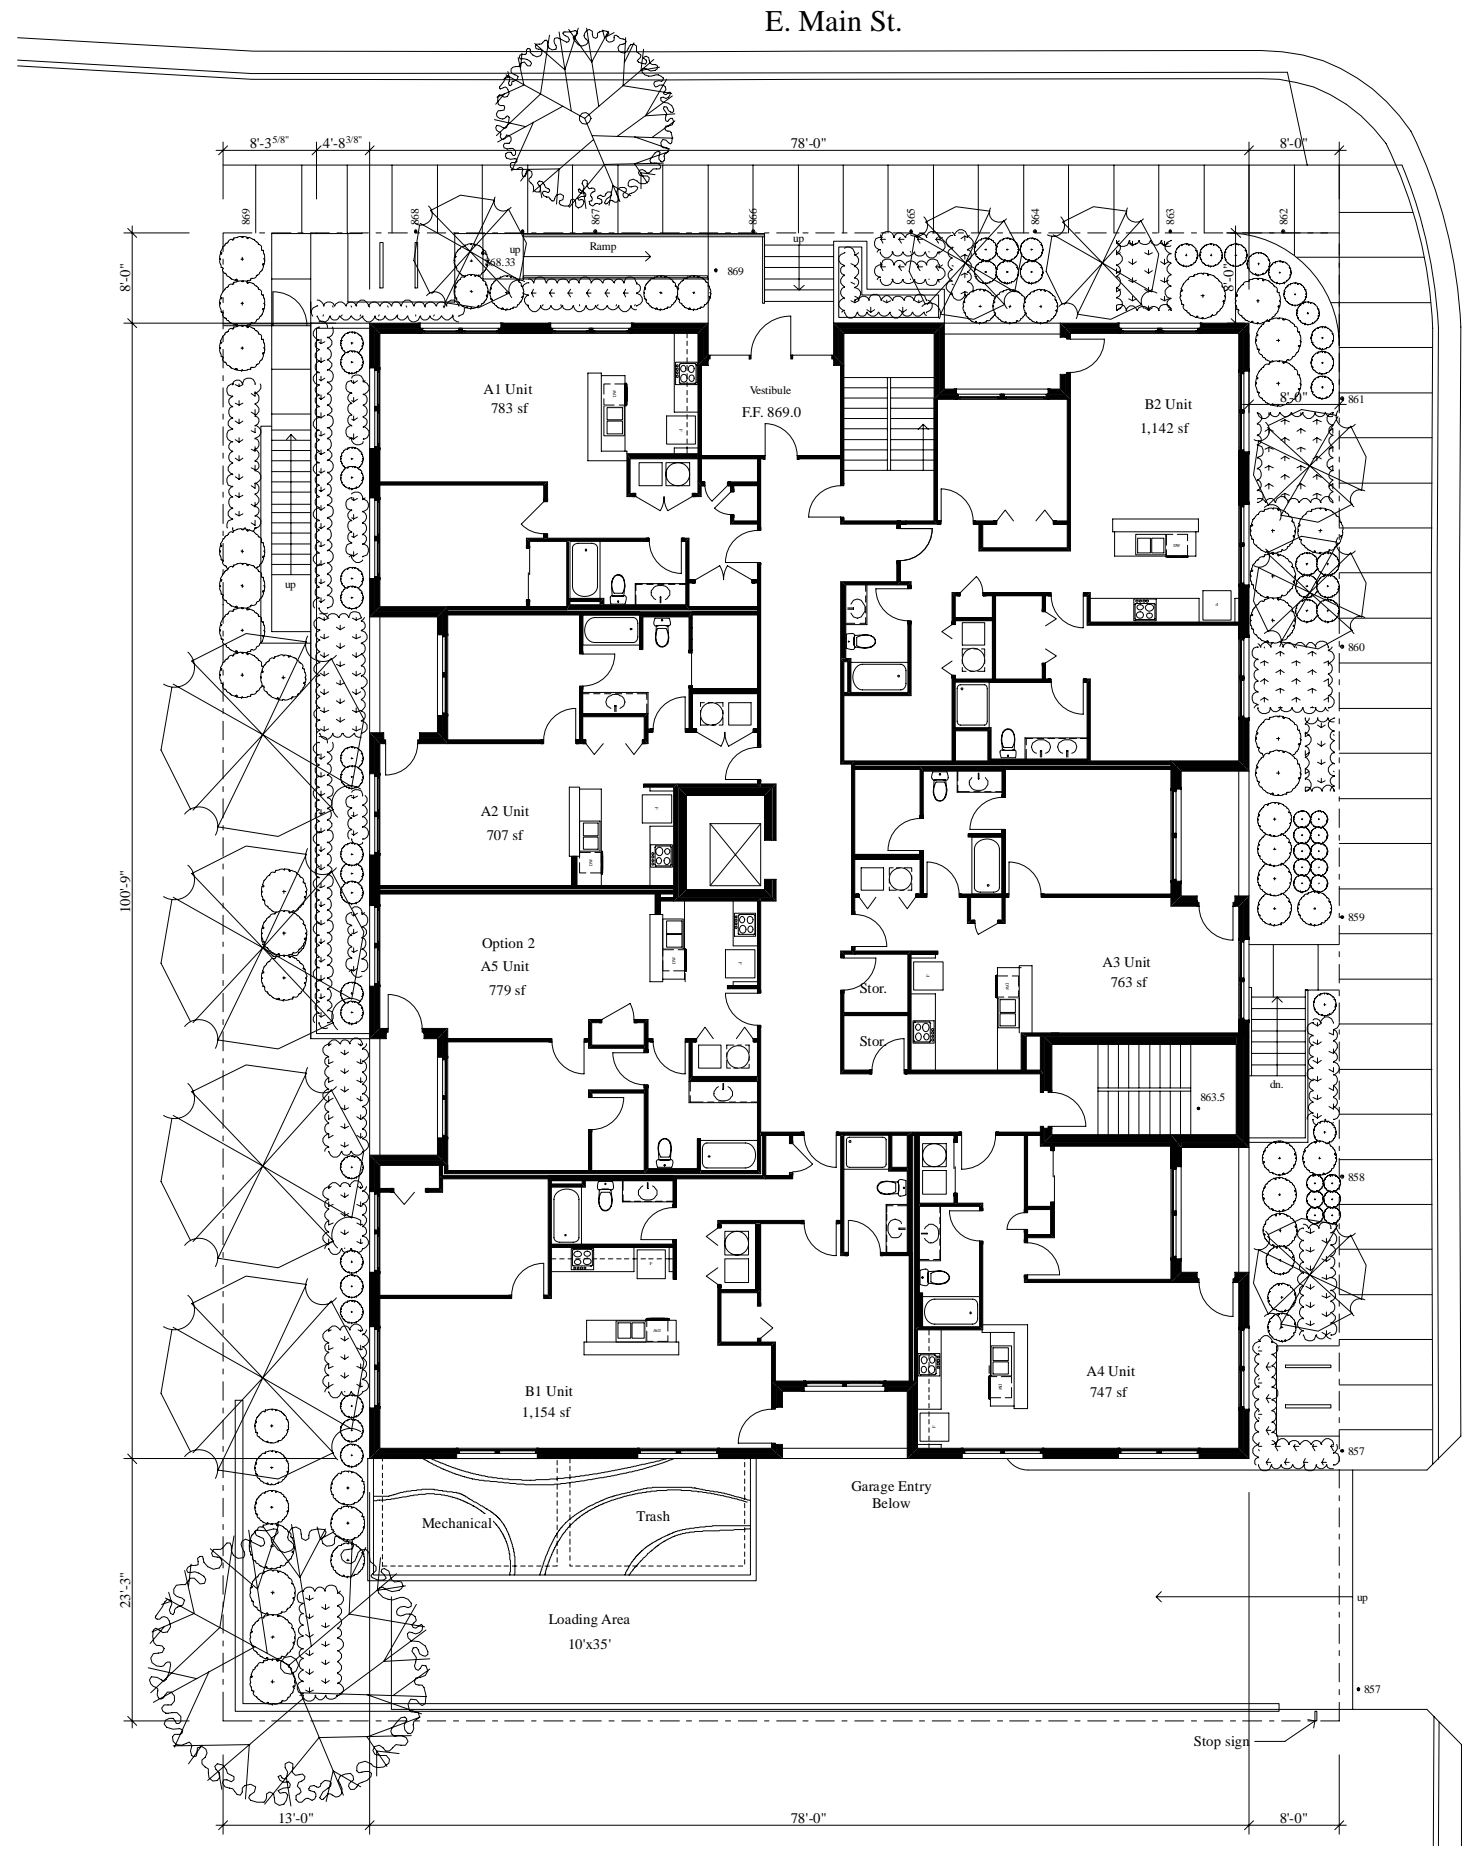 E. Main St.
8'-3 5/8"
4'-8 3/8"
78'-0"
8'-0"
869
868
867
866
865
864
863
862
up
868.33
Ramp
869
up
8'-0"
8'-0"
A1 Unit
783 sf
Vestibule
F.F. 869.0
B2 Unit
1,142 sf
8'-0"
861
up
860
A2 Unit
707 sf
100'-9"
859
Option 2
A5 Unit
779 sf
A3 Unit
763 sf
Stor.
Stor.
dn.
863.5
858
A4 Unit
747 sf
B1 Unit
1,154 sf
857
Garage Entry
Below
Mechanical
Trash
23'-3"
up
Loading Area
10'x35'
857
Stop sign
13'-0"
78'-0"
8'-0"